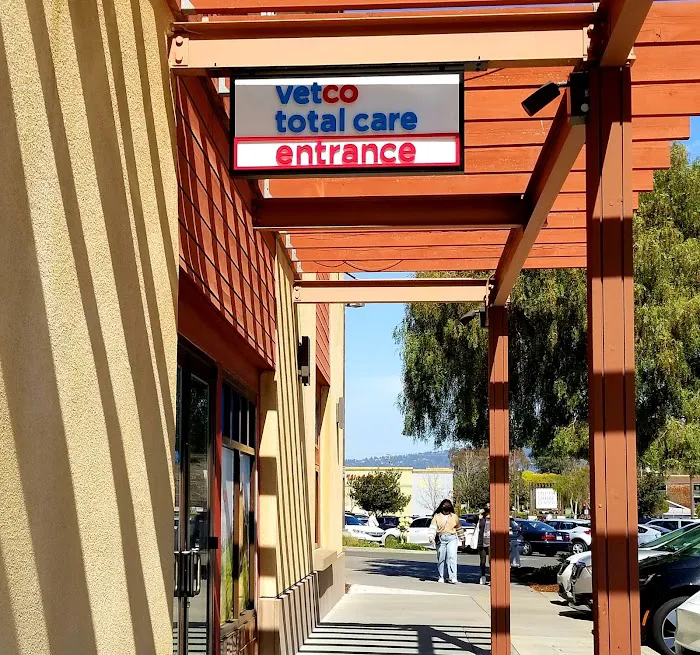 vetco
total care
entrance